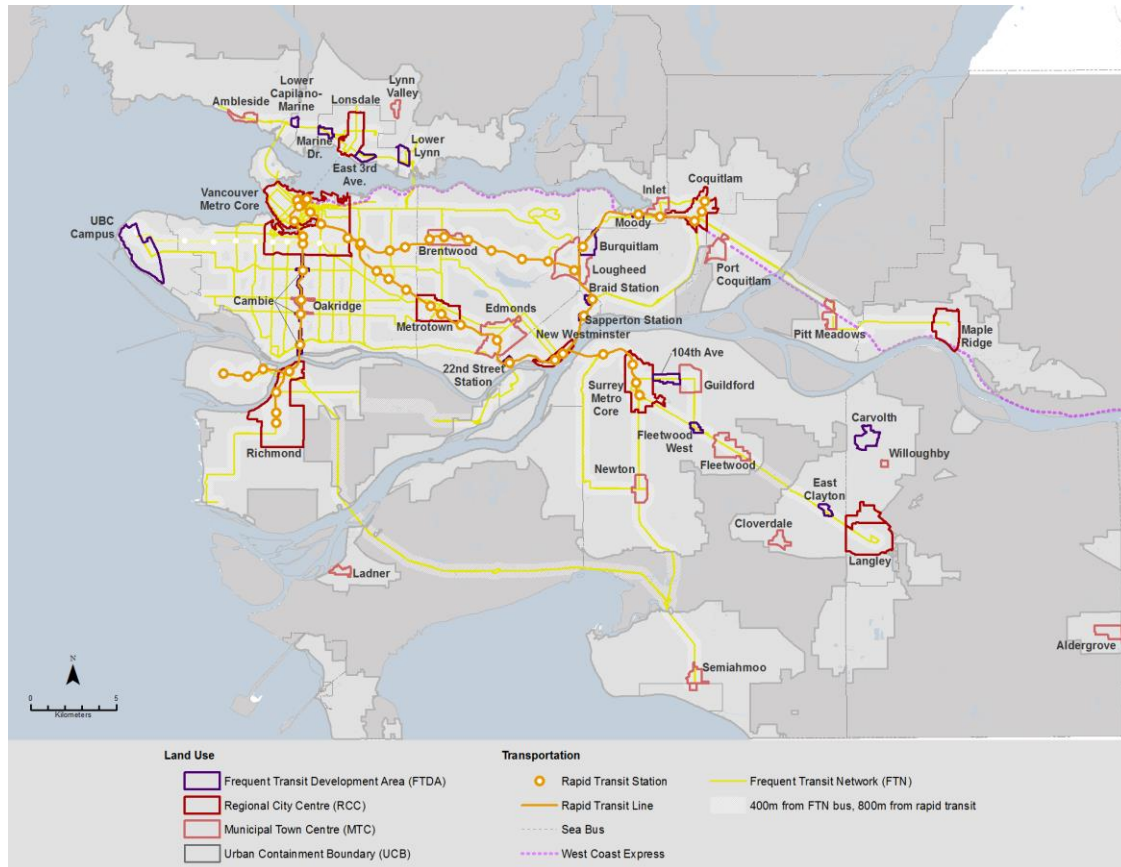 Lower
Capilano-
Marine
Lynn
Valley
Ambleside
Lonsdale
Marine
Dr.
East 3rd
Ave.
Lower
Lynn
Vancouver
Metro Core
UBC
Campus
Inlet
Coquitlam
Moody
Burquitlam
Brentwood
Lougheed
Port
Coquitlam
Braid Station
Cambie
Oakridge
Edmonds
Sapperton Station
Metrotown
New Westminster
Pitt Meadows
Maple
Ridge
22nd Street
Station
104th Ave
Surrey
Metro
Core
Guildford
Carvolth
Richmond
Fleetwood
West
Fleetwood
Willoughby
Newton
East
Clayton
Cloverdale
Langley
Ladner
Aldergrove
Semiahmoo
N
0 5
Kilometers
Land Use
Frequent Transit Development Area (FTDA)
Regional City Centre (RCC)
Municipal Town Centre (MTC)
Urban Containment Boundary (UCB)
Transportation
Rapid Transit Station
Rapid Transit Line
Sea Bus
West Coast Express
Frequent Transit Network (FTN)
400m from FTN bus, 800m from rapid transit